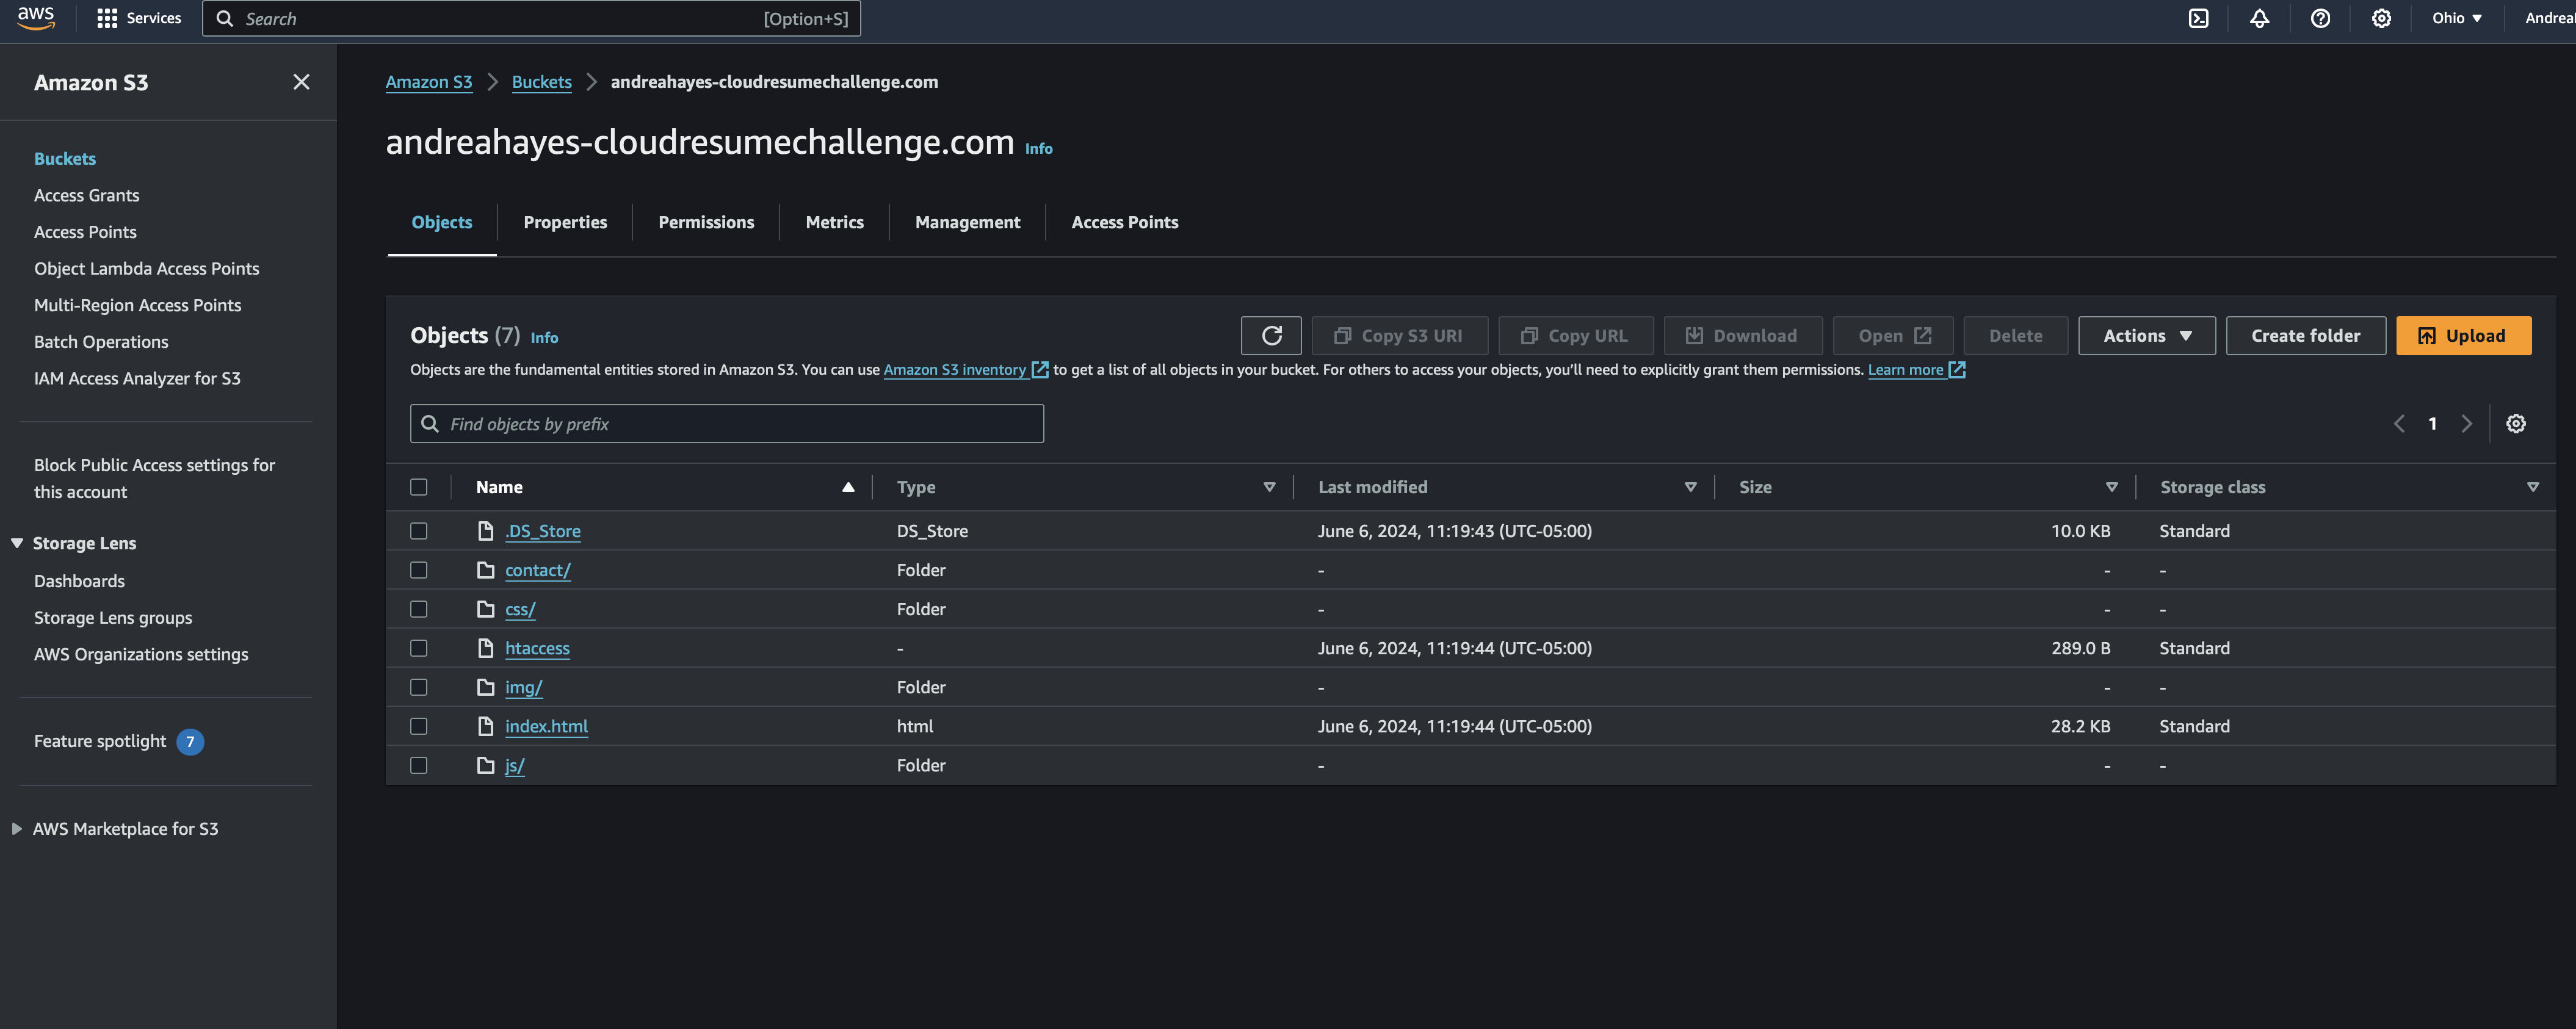 aws Services Search [Option+S] Ohio Andrea
Amazon S3
Buckets
Access Grants
Access Points
Object Lambda Access Points
Multi-Region Access Points
Batch Operations
IAM Access Analyzer for S3
Block Public Access settings for
this account
Storage Lens
Dashboards
Storage Lens groups
AWS Organizations settings
Feature spotlight 7
AWS Marketplace for S3
Amazon S3 Buckets andreahayes-cloudresumechallenge.com
andreahayes-cloudresumechallenge.com Info
Objects Properties Permissions Metrics Management Access Points
Objects (7) Info Copy S3 URI Copy URL Download Open Delete Actions Create folder Upload
Objects are the fundamental entities stored in Amazon S3. You can use Amazon S3 inventory to get a list of all objects in your bucket. For others to access your objects, you'll need to explicitly grant them permissions. Learn more
Find objects by prefix 1
Name Type Last modified Size Storage class
.DS_Store DS_Store June 6, 2024, 11:19:43 (UTC-05:00) 10.0 KB Standard
contact/ Folder - - -
css/ Folder - - -
htaccess - June 6, 2024, 11:19:44 (UTC-05:00) 289.0 B Standard
img/ Folder - - -
index.html html June 6, 2024, 11:19:44 (UTC-05:00) 28.2 KB Standard
js/ Folder - - -